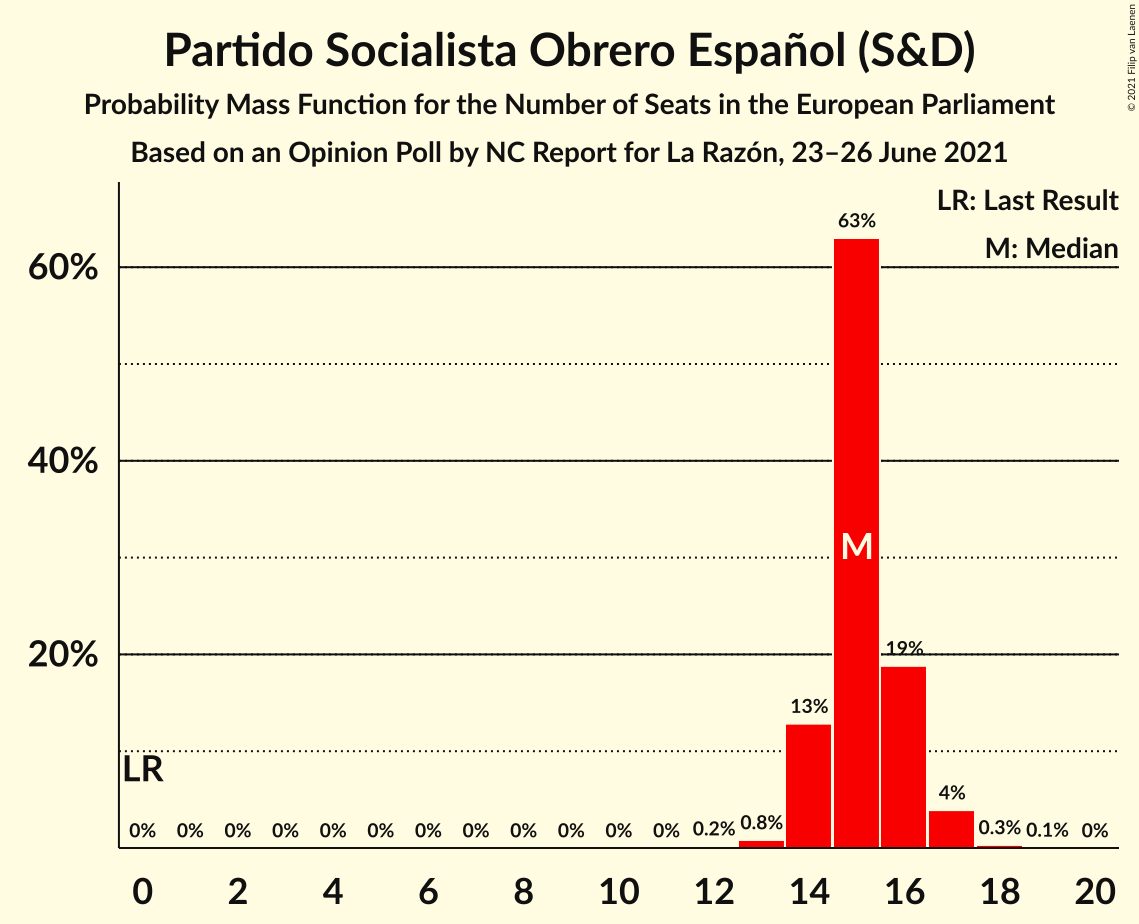 Partido Socialista Obrero Español (S&D)
Probability Mass Function for the Number of Seats in the European Parliament
Based on an Opinion Poll by NC Report for La Razón, 23–26 June 2021
© 2021 Filip van Laenen
LR: Last Result
M: Median
60%
40%
20%
63%
M
19%
13%
LR
4%
0% 0% 0% 0% 0% 0% 0% 0% 0% 0% 0% 0% 0.2% 0.8% 0.3% 0.1% 0%
0 2 4 6 8 10 12 14 16 18 20